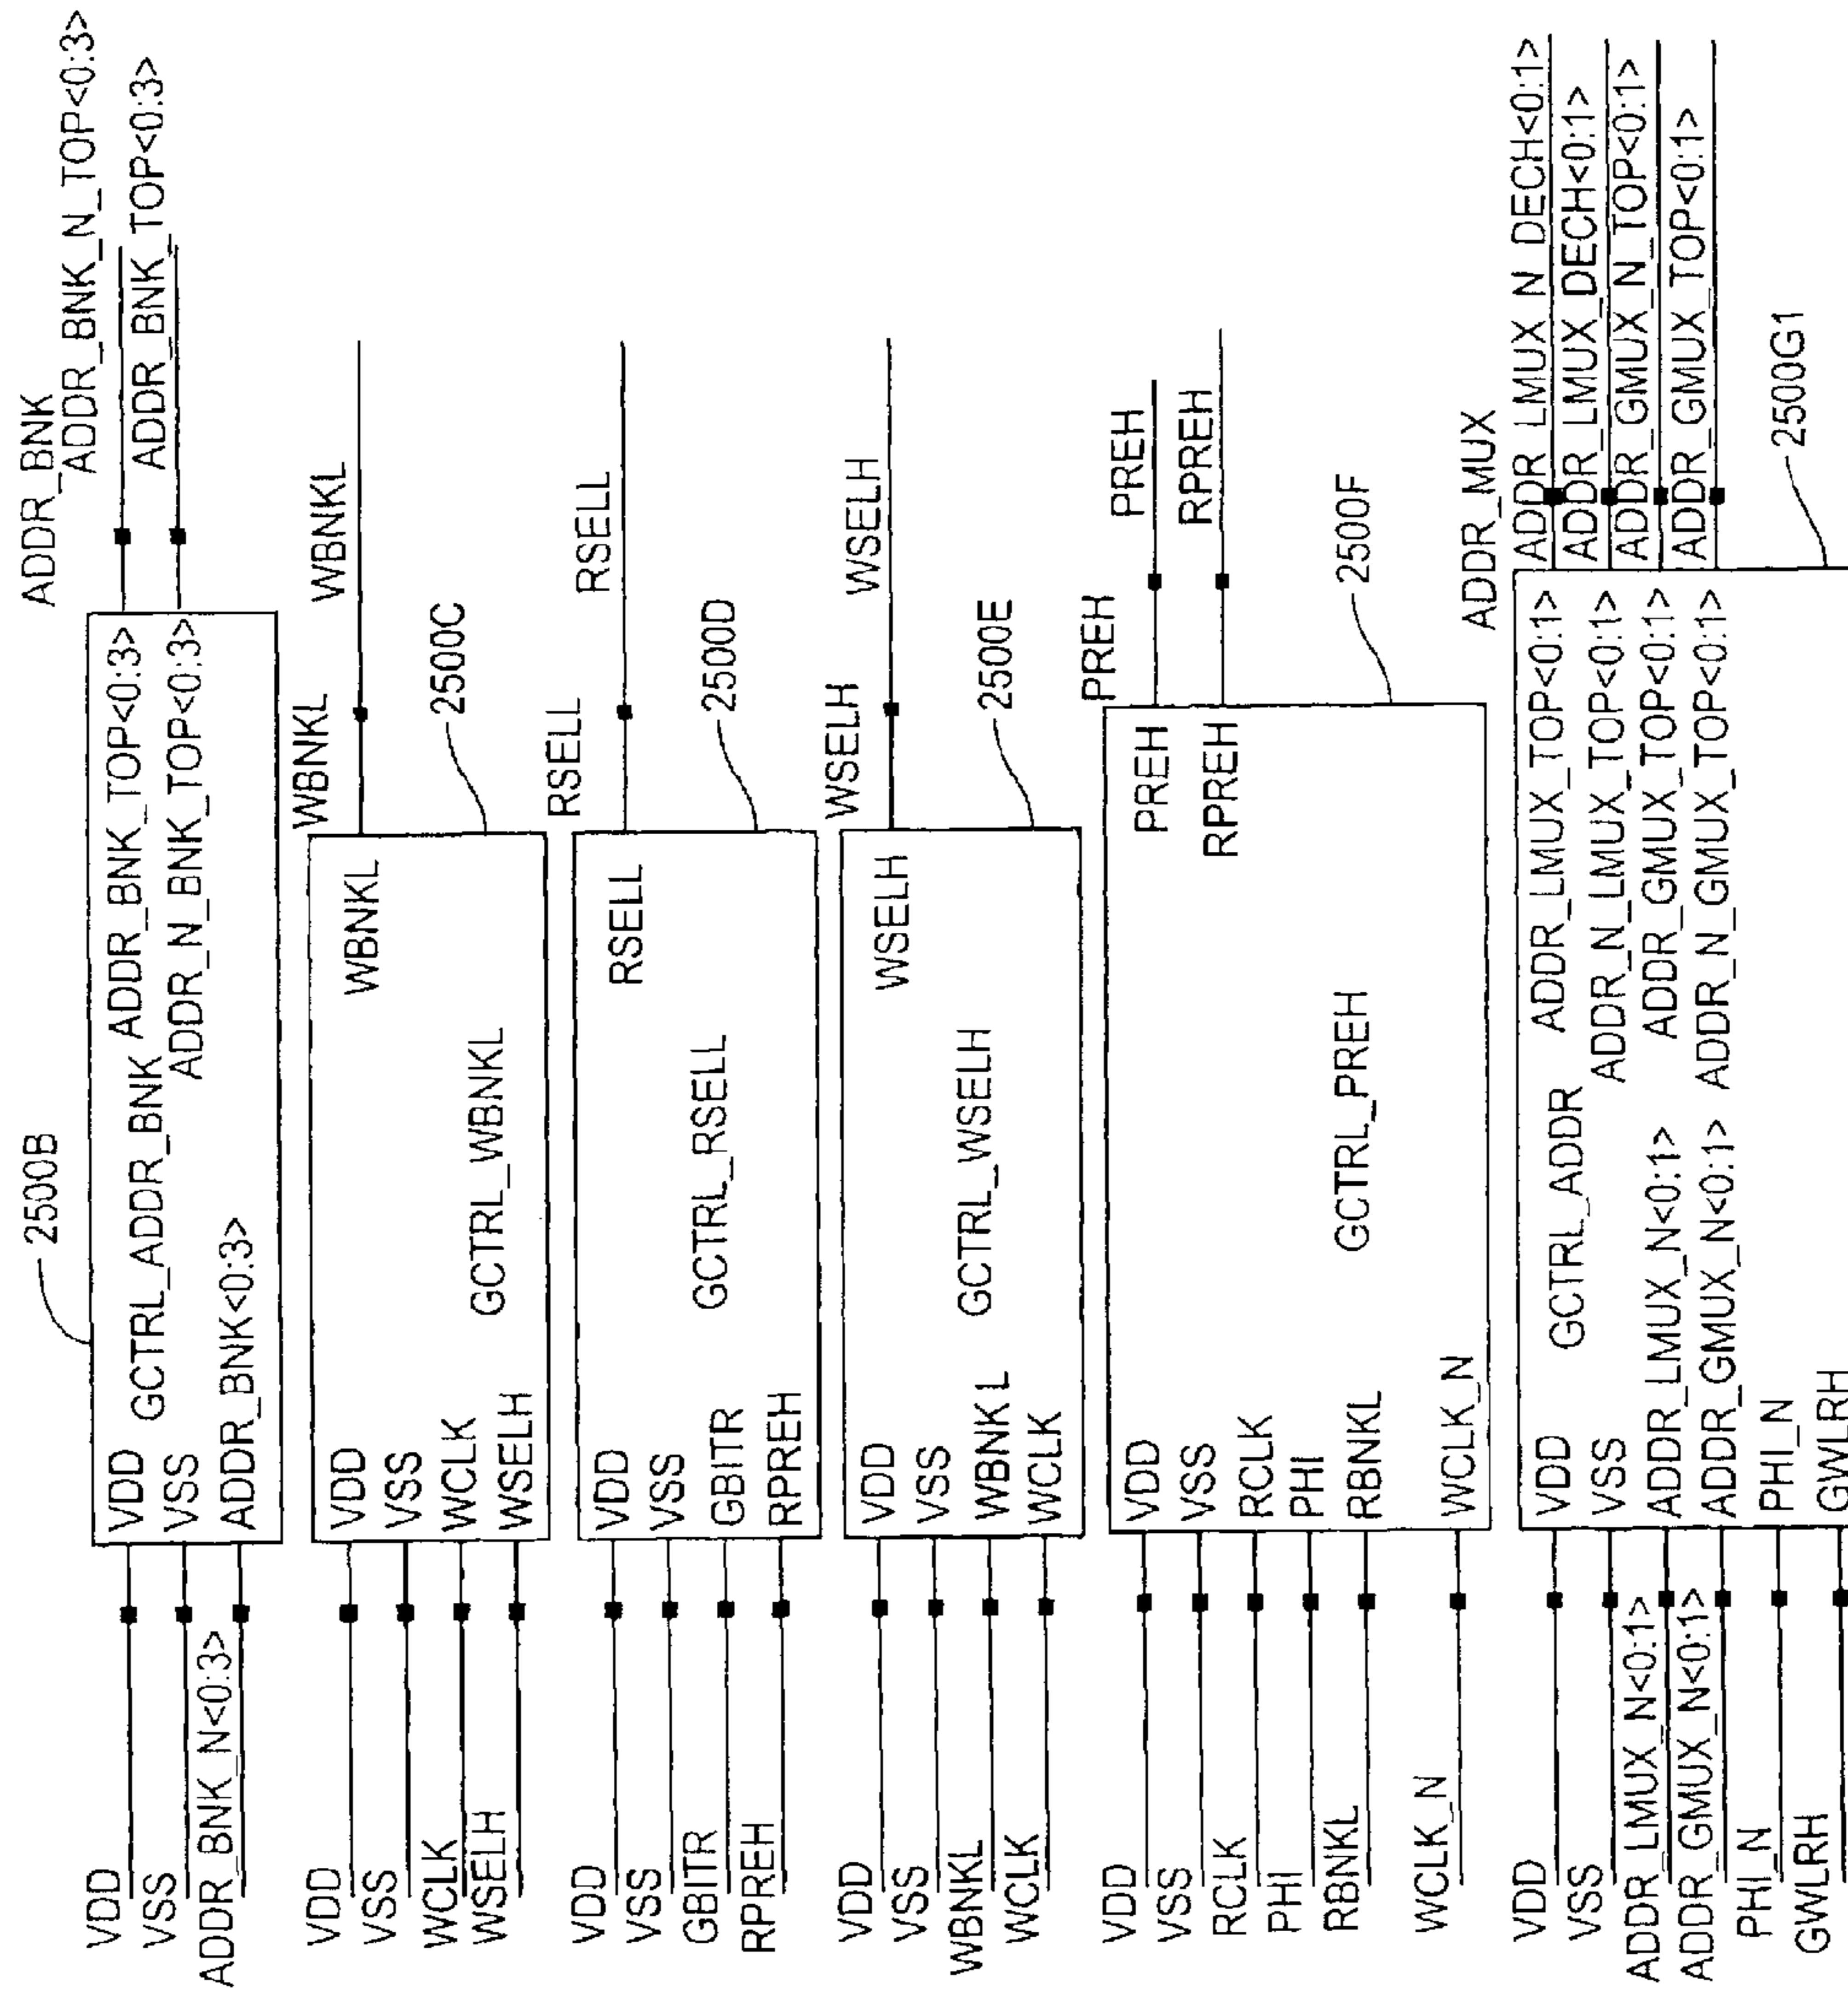 ADDR_BNK
ADDR_BNK_N_TOP<0:3>
ADDR_BNK_TOP<0:3>
2500B
VDD
VSS
ADDR_BNK_N<0:3>
VDD
VSS
ADDR_BNK<0:3>
GCTRL_ADDR_BNK
ADDR_BNK_TOP<0:3>
ADDR_N_BNK_TOP<0:3>
WBNKL
WBNKL
2500C
VDD
VSS
WCLK
WSELH
VDD
VSS
WCLK
WSELH
GCTRL_WBNKL
WBNKL
RSELL
RSELL
2500D
VDD
VSS
GBITR
RPREH
VDD
VSS
GBITR
RPREH
GCTRL_RSELL
RSELL
WSELH
WSELH
2500E
VDD
VSS
WBNKL
WCLK
VDD
VSS
WBNKL
WCLK
GCTRL_WSELH
WSELH
PREH
PREH
RPREH
2500F
VDD
VSS
RCLK
PHI
RBNKL
WCLK_N
VDD
VSS
RCLK
PHI
RBNKL
WCLK_N
GCTRL_PREH
PREH
RPREH
ADDR_MUX
ADDR_LMUX_N_DECH<0:1>
ADDR_LMUX_DECH<0:1>
ADDR_GMUX_N_TOP<0:1>
ADDR_GMUX_TOP<0:1>
2500G1
VDD
VSS
ADDR_LMUX_N<0:1>
ADDR_GMUX_N<0:1>
PHI_N
GWLRH
VDD
VSS
ADDR_LMUX_N<0:1>
ADDR_GMUX_N<0:1>
PHI_N
GWLRH
GCTRL_ADDR
ADDR_LMUX_TOP<0:1>
ADDR_N_LMUX_TOP<0:1>
ADDR_GMUX_TOP<0:1>
ADDR_N_GMUX_TOP<0:1>